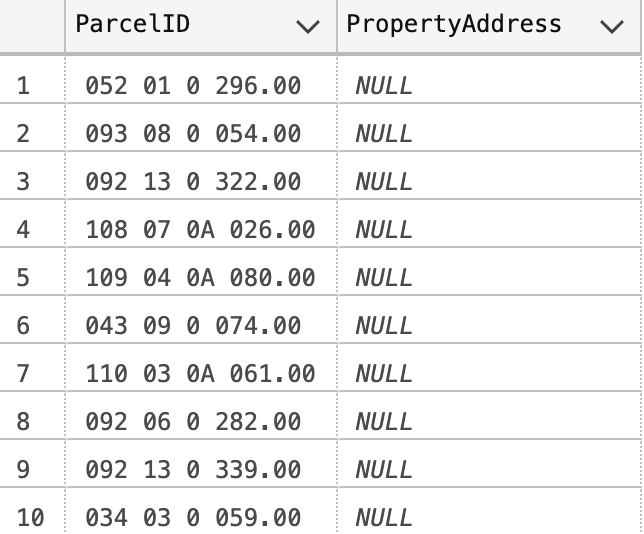 ParcelID PropertyAddress
1 052 01 0 296.00 NULL
2 093 08 0 054.00 NULL
3 092 13 0 322.00 NULL
4 108 07 0A 026.00 NULL
5 109 04 0A 080.00 NULL
6 043 09 0 074.00 NULL
7 110 03 0A 061.00 NULL
8 092 06 0 282.00 NULL
9 092 13 0 339.00 NULL
10 034 03 0 059.00 NULL